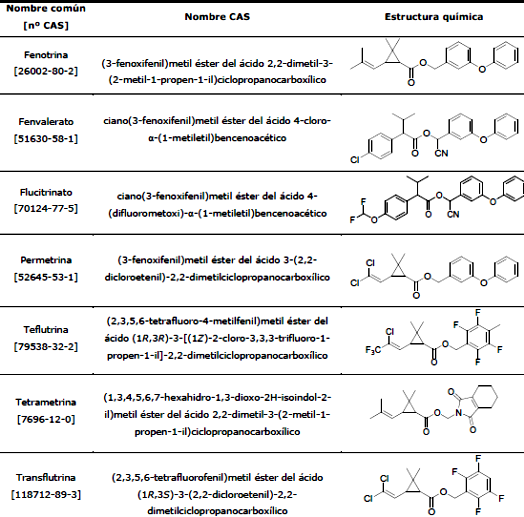 Nombre común
[nº CAS]
Nombre CAS
Estructura química
Fenotrina
[26002-80-2]
(3-fenoxifenil)metil éster del ácido 2,2-dimetil-3-
(2-metil-1-propen-1-il)ciclopropanocarboxílico
O
O
O
Fenvalerato
[51630-58-1]
ciano(3-fenoxifenil)metil éster del ácido 4-cloro-
α-(1-metiletil)bencenoacético
Cl
O
O
CN
O
Flucitrinato
[70124-77-5]
ciano(3-fenoxifenil)metil éster del ácido 4-
(difluorometoxi)-α-(1-metiletil)bencenoacético
F
F
O
O
O
CN
O
Permetrina
[52645-53-1]
(3-fenoxifenil)metil éster del ácido 3-(2,2-
dicloroetenil)-2,2-dimetilciclopropanocarboxílico
Cl
Cl
O
O
O
Teflutrina
[79538-32-2]
(2,3,5,6-tetrafluoro-4-metilfenil)metil éster del
ácido (1R,3R)-3-[(1Z)-2-cloro-3,3,3-trifluoro-1-
propen-1-il]-2,2-dimetilciclopropanocarboxílico
Cl
F₃C
O
O
F
F
F
F
Tetrametrina
[7696-12-0]
(1,3,4,5,6,7-hexahidro-1,3-dioxo-2H-isoindol-2-
il)metil éster del ácido 2,2-dimetil-3-(2-metil-1-
propen-1-il)ciclopropanocarboxílico
O
O
N
O
O
Transflutrina
[118712-89-3]
(2,3,5,6-tetrafluorofenil)metil éster del ácido
(1R,3S)-3-(2,2-dicloroetenil)-2,2-
dimetilciclopropanocarboxílico
Cl
Cl
O
O
F
F
F
F